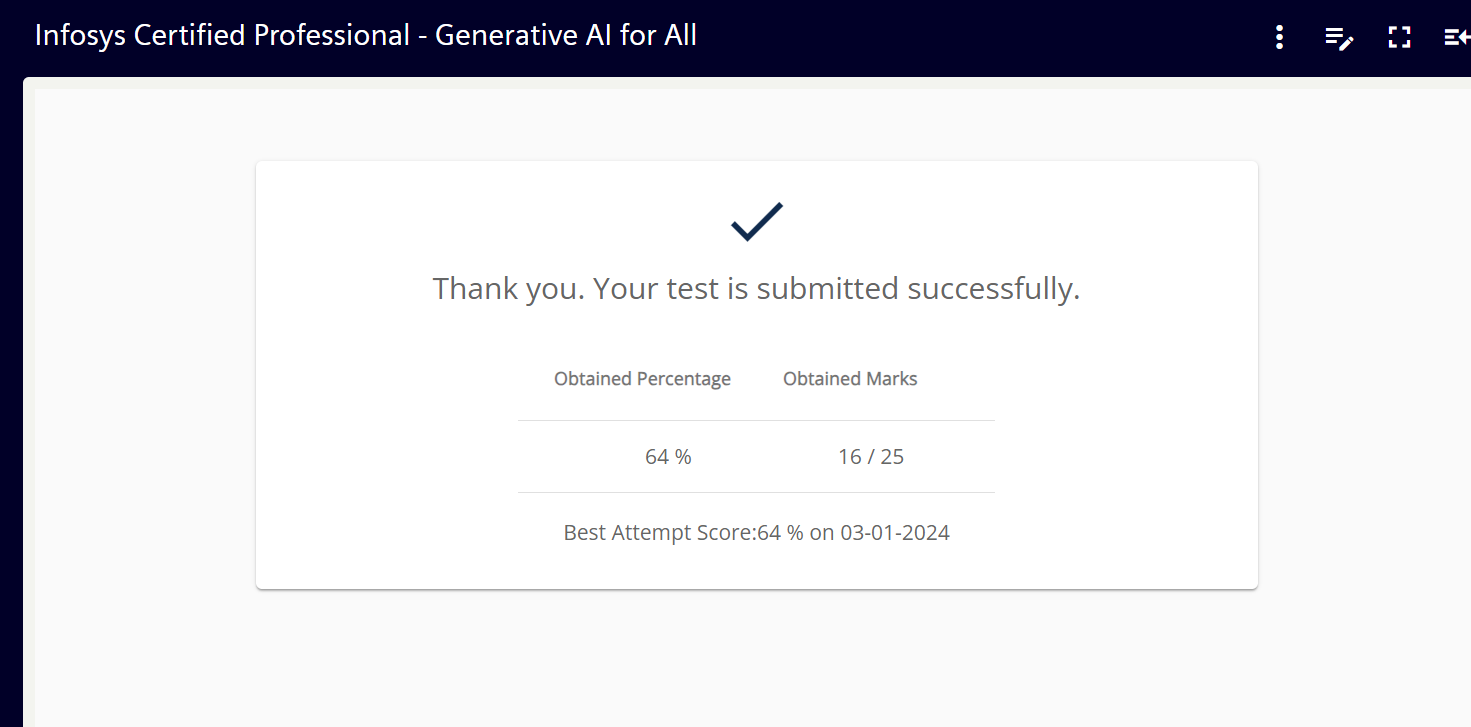 Infosys Certified Professional - Generative AI for All
Thank you. Your test is submitted successfully.
Obtained Percentage Obtained Marks
64 % 16 / 25
Best Attempt Score:64 % on 03-01-2024